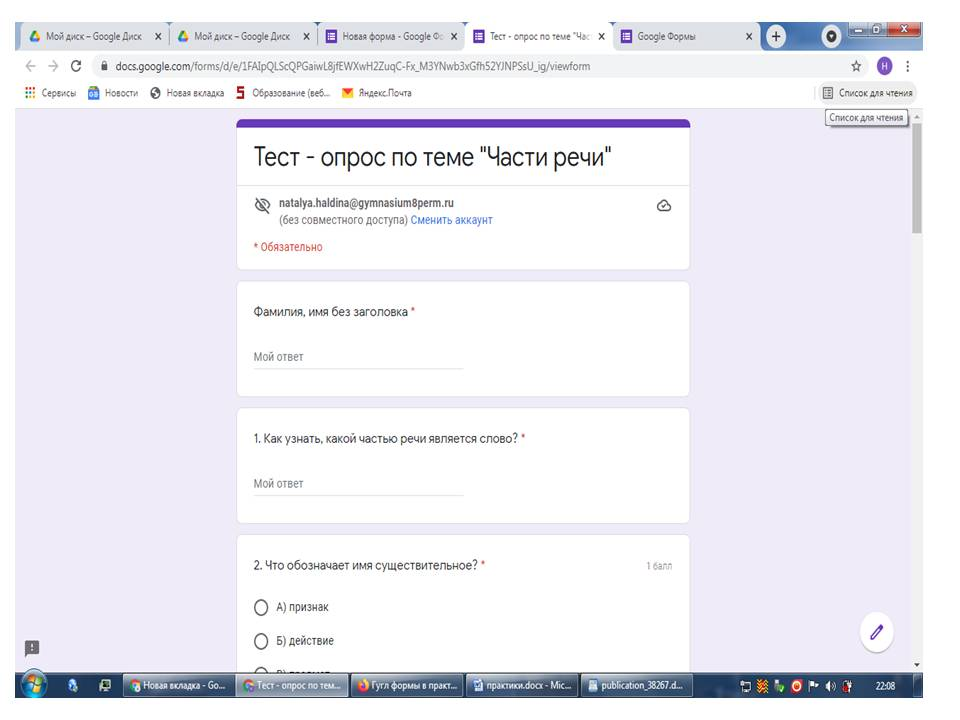 Мой диск – Google Диск
Мой диск – Google Диск
Новая форма - Google Фо
Тест - опрос по теме "Час
Google Формы
docs.google.com/forms/d/e/1FAIpQLScQPGaiwL8jfEWXwH2ZuqC-Fx_M3YNwb3xGfh52YJNPSsU_ig/viewform
Н
Сервисы
Новости
Новая вкладка
Образование (веб...
Яндекс.Почта
Список для чтения
Список для чтения
Тест - опрос по теме "Части речи"
natalya.haldina@gymnasium8perm.ru
(без совместного доступа) Сменить аккаунт
* Обязательно
Фамилия, имя без заголовка *
Мой ответ
1. Как узнать, какой частью речи является слово? *
Мой ответ
2. Что обозначает имя существительное? *
1 балл
А) признак
Б) действие
Новая вкладка - Go...
Тест - опрос по тем...
Гугл формы в практ...
практики.docx - Mic...
publication_38267.d...
22:08